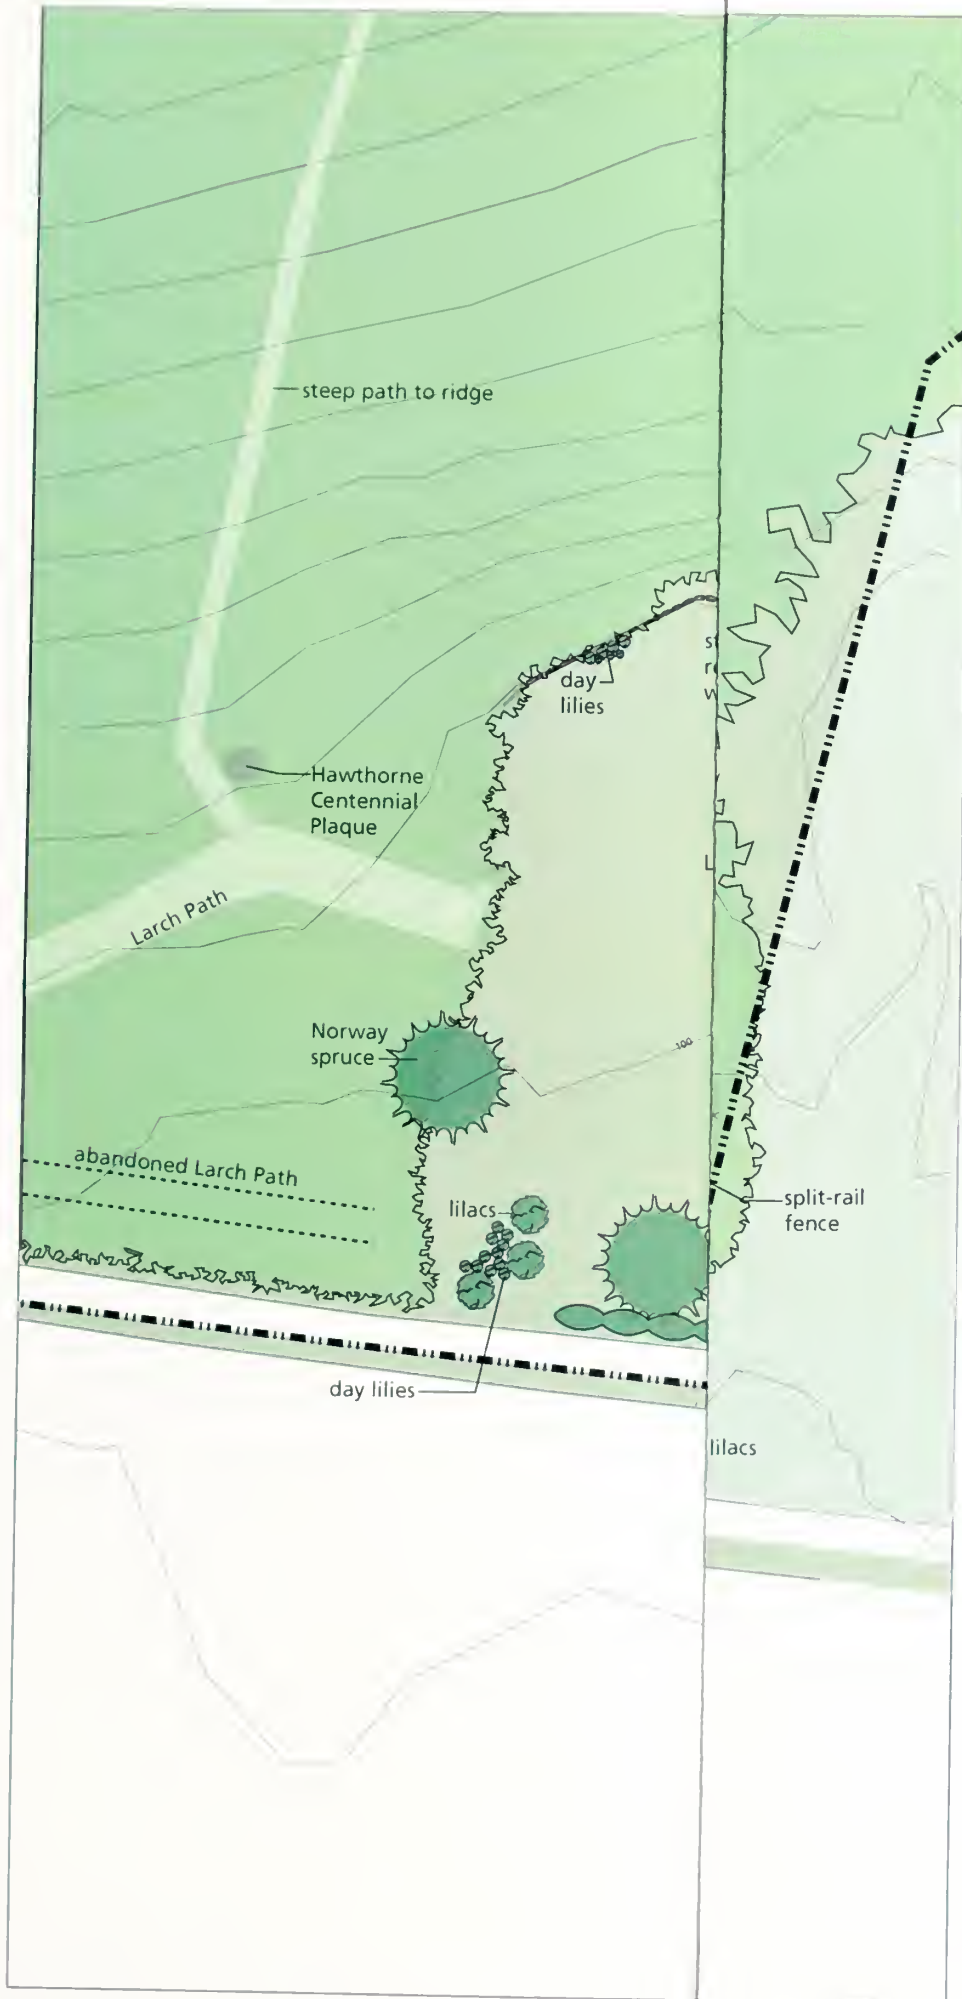 steep path to ridge
day
lilies
Hawthorne
Centennial
Plaque
Larch Path
Norway
spruce
100
abandoned Larch Path
lilacs
split-rail
fence
day lilies
lilacs